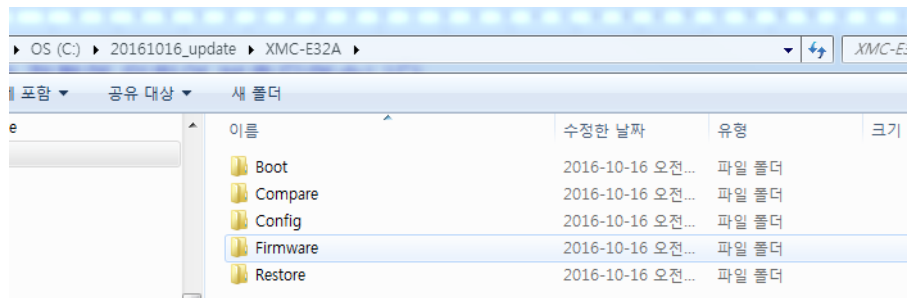 OS (C:) ▸ 20161016_update ▸ XMC-E32A ▸ XMC-E3
포함 ▼ 공유 대상 ▼ 새 폴더
e 이름 수정한 날짜 유형 크기
Boot 2016-10-16 오전... 파일 폴더
Compare 2016-10-16 오전... 파일 폴더
Config 2016-10-16 오전... 파일 폴더
Firmware 2016-10-16 오전... 파일 폴더
Restore 2016-10-16 오전... 파일 폴더